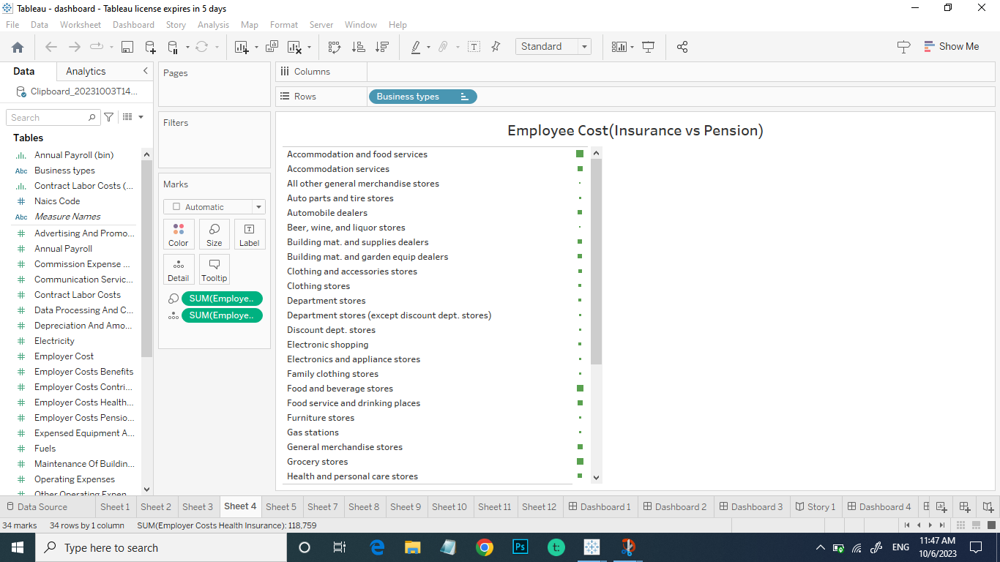 Tableau - dashboard - Tableau license expires in 5 days
File Data Worksheet Dashboard Story Analysis Map Format Server Window Help
Standard
Show Me
Data Analytics
Clipboard_20231003T14...
Search
Tables
Annual Payroll (bin)
Abc Business types
Contract Labor Costs (...
Naics Code
Abc Measure Names
Advertising And Promo...
Annual Payroll
Commission Expense ...
Communication Servic...
Contract Labor Costs
Data Processing And C...
Depreciation And Amo...
Electricity
Employer Cost
Employer Costs Benefits
Employer Costs Contri...
Employer Costs Health...
Employer Costs Pensio...
Expensed Equipment A...
Fuels
Maintenance Of Buildin...
Operating Expenses
Other Operating Expen...
Pages
Filters
Marks
Automatic
Color Size Label
Detail Tooltip
SUM(Employe..
SUM(Employe..
Columns
Rows Business types
Employee Cost(Insurance vs Pension)
Accommodation and food services
Accommodation services
All other general merchandise stores
Auto parts and tire stores
Automobile dealers
Beer, wine, and liquor stores
Building mat. and supplies dealers
Building mat. and garden equip dealers
Clothing and accessories stores
Clothing stores
Department stores
Department stores (except discount dept. stores)
Discount dept. stores
Electronic shopping
Electronics and appliance stores
Family clothing stores
Food and beverage stores
Food service and drinking places
Furniture stores
Gas stations
General merchandise stores
Grocery stores
Health and personal care stores
Data Source Sheet 1 Sheet 2 Sheet 3 Sheet 4 Sheet 5 Sheet 7 Sheet 8 Sheet 9 Sheet 10 Sheet 11 Sheet 12 Dashboard 1 Dashboard 2 Dashboard 3 Story 1 Dashboard 4
34 marks 34 rows by 1 column SUM(Employer Costs Health Insurance): 118,759
Type here to search
Ps
t:
ENG
11:47 AM
10/6/2023